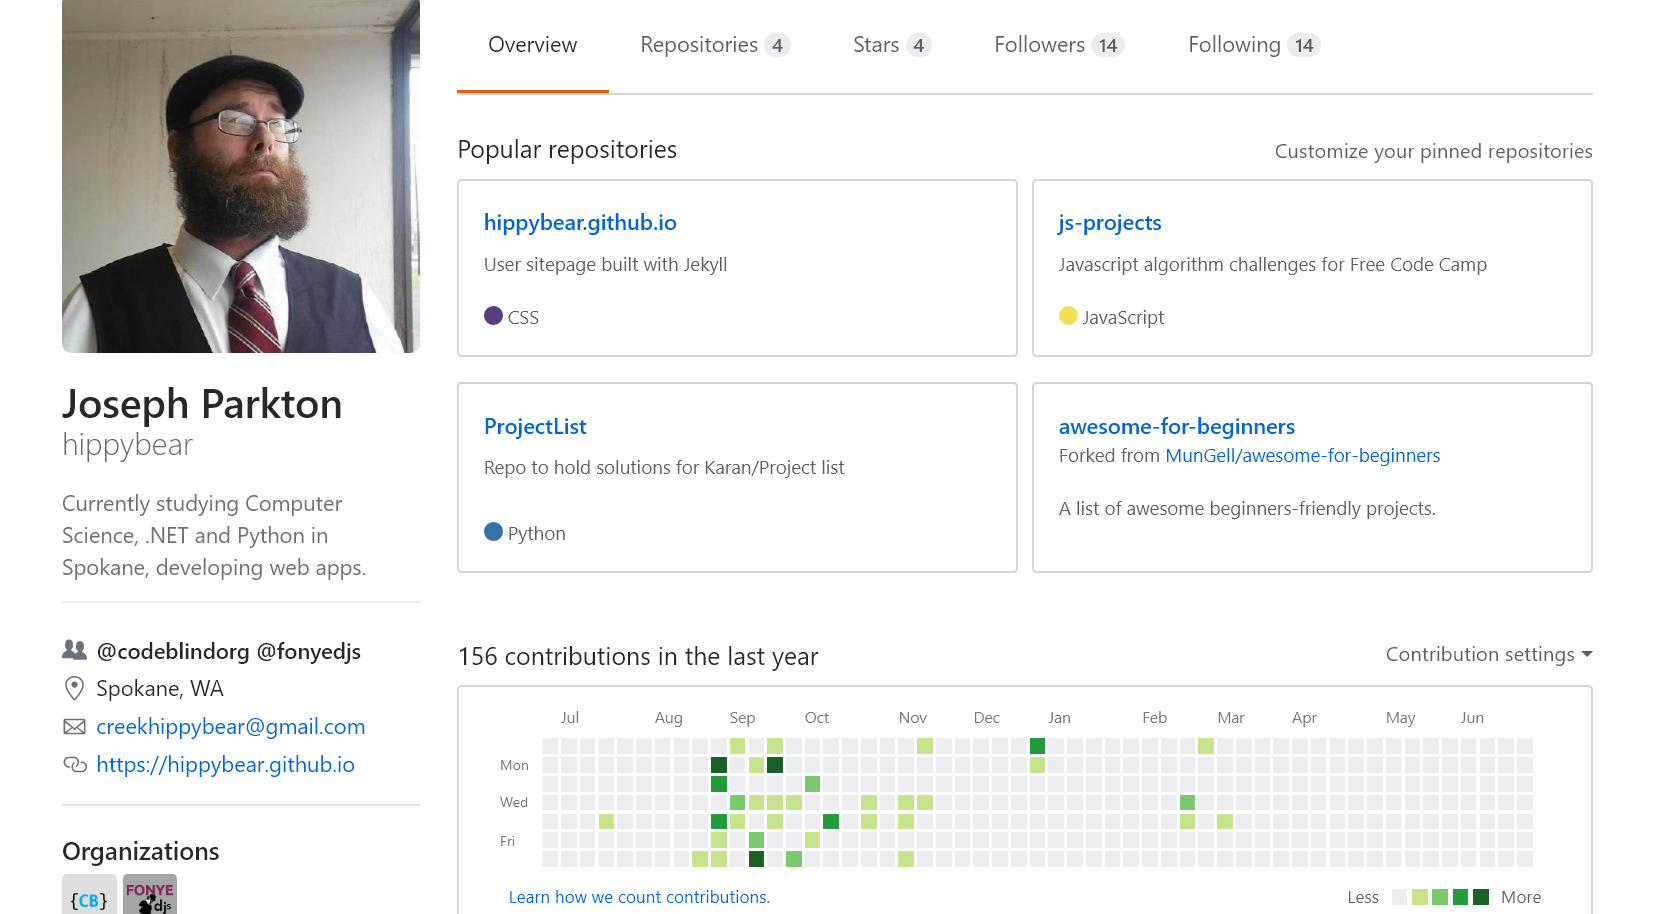 Overview Repositories 4 Stars 4 Followers 14 Following 14
Popular repositories
Customize your pinned repositories
hippybear.github.io
User sitepage built with Jekyll
CSS
js-projects
Javascript algorithm challenges for Free Code Camp
JavaScript
ProjectList
Repo to hold solutions for Karan/Project list
Python
awesome-for-beginners
Forked from MunGell/awesome-for-beginners
A list of awesome beginners-friendly projects.
Joseph Parkton
hippybear
Currently studying Computer
Science, .NET and Python in
Spokane, developing web apps.
@codeblindorg @fonyedjs
Spokane, WA
creekhippybear@gmail.com
https://hippybear.github.io
Organizations
{CB}
FONYE
djs
156 contributions in the last year
Contribution settings
Jul Aug Sep Oct Nov Dec Jan Feb Mar Apr May Jun
Mon
Wed
Fri
Learn how we count contributions.
Less More